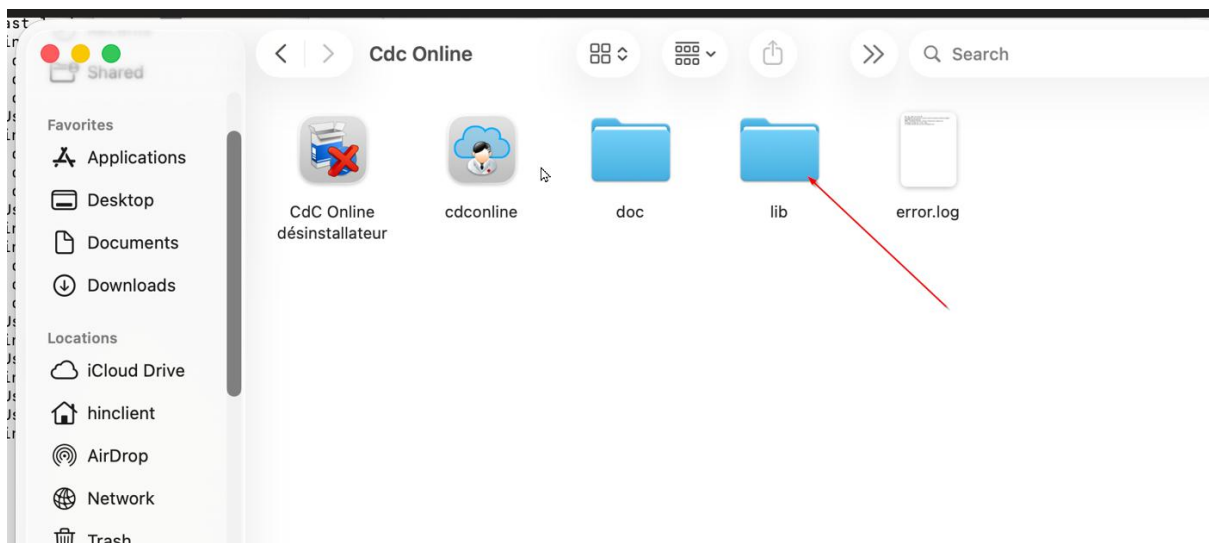 Shared
Favorites
Applications
Desktop
Documents
Downloads
Locations
iCloud Drive
hinclient
AirDrop
Network
Trash
Cdc Online
Search
CdC Online
désinstallateur
cdconline
doc
lib
error.log